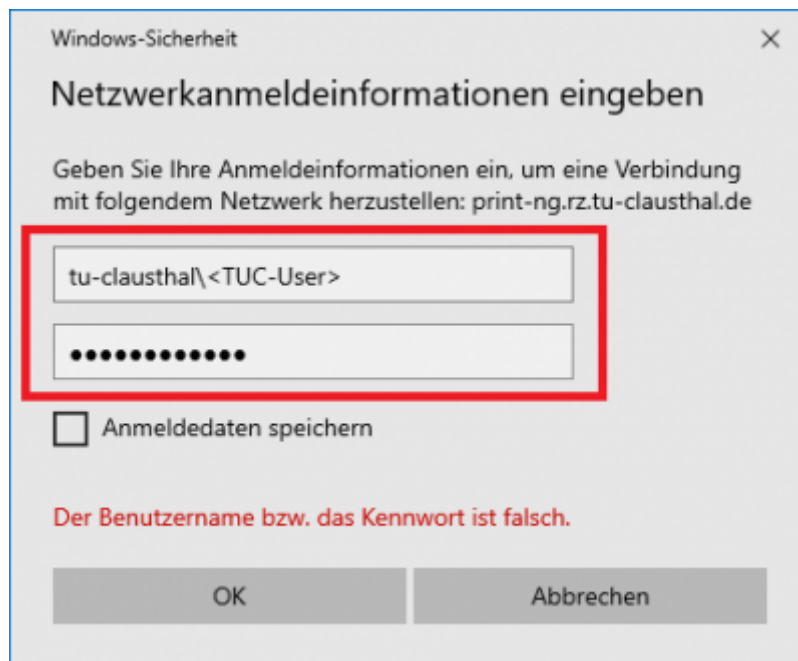 Windows-Sicherheit
Netzwerkanmeldeinformationen eingeben
Geben Sie Ihre Anmeldeinformationen ein, um eine Verbindung
mit folgendem Netzwerk herzustellen: print-ng.rz.tu-clausthal.de
tu-clausthal\<TUC-User>
●●●●●●●●●●●●
Anmeldedaten speichern
Der Benutzername bzw. das Kennwort ist falsch.
OK
Abbrechen